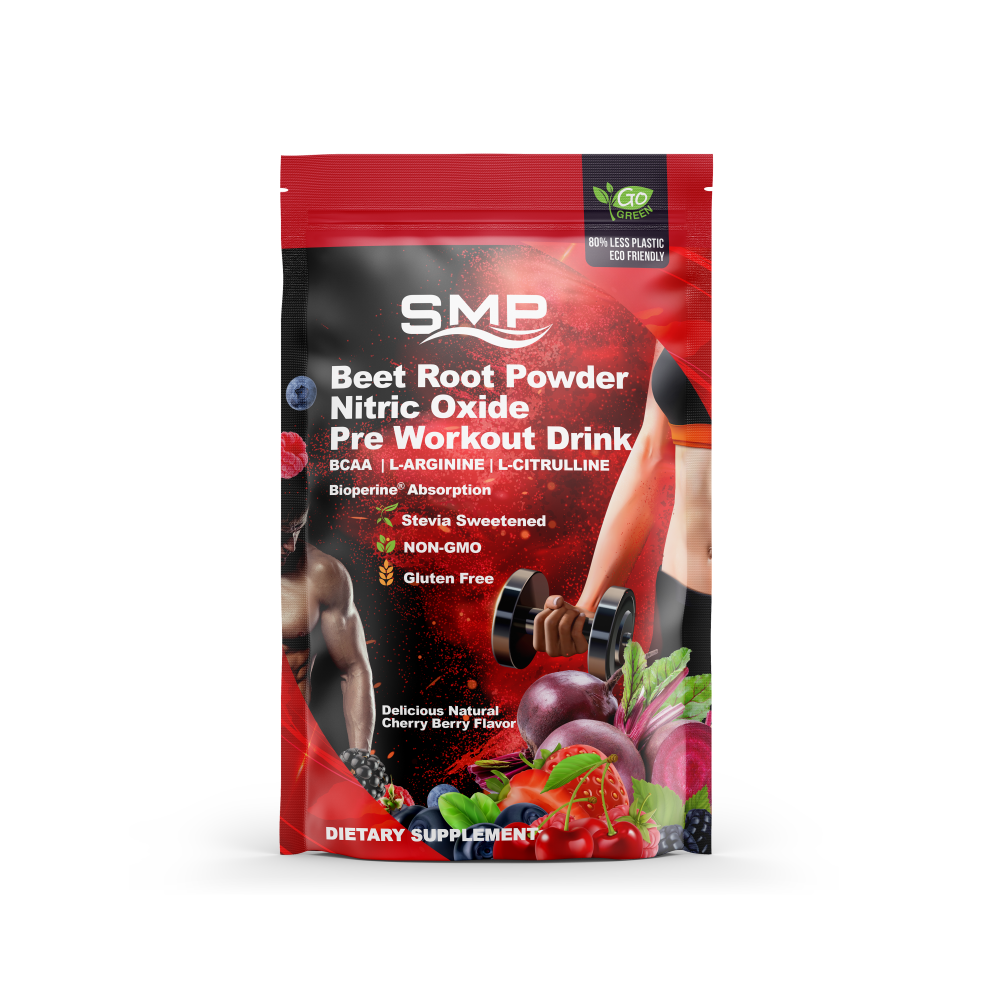 Go
GREEN
80% LESS PLASTIC
ECO FRIENDLY
SMP
Beet Root Powder
Nitric Oxide
Pre Workout Drink
BCAA | L-ARGININE | L-CITRULLINE
Bioperine® Absorption
Stevia Sweetened
NON-GMO
Gluten Free
Delicious Natural
Cherry Berry Flavor
DIETARY SUPPLEMENT